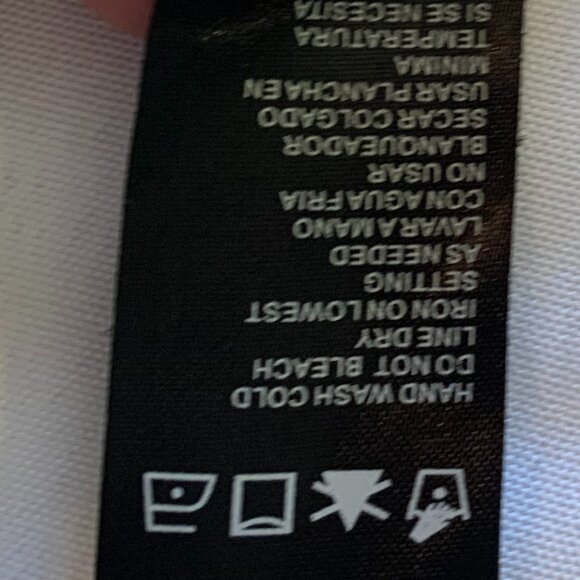 HAND WASH COLD
DO NOT BLEACH
LINE DRY
IRON ON LOWEST
SETTING
AS NEEDED
LAVAR A MANO
CON AGUA FRIA
NO USAR
BLANQUEADOR
SECAR COLGADO
USAR PLANCHA EN
MINIMA
TEMPERATURA
SI SE NECESITA